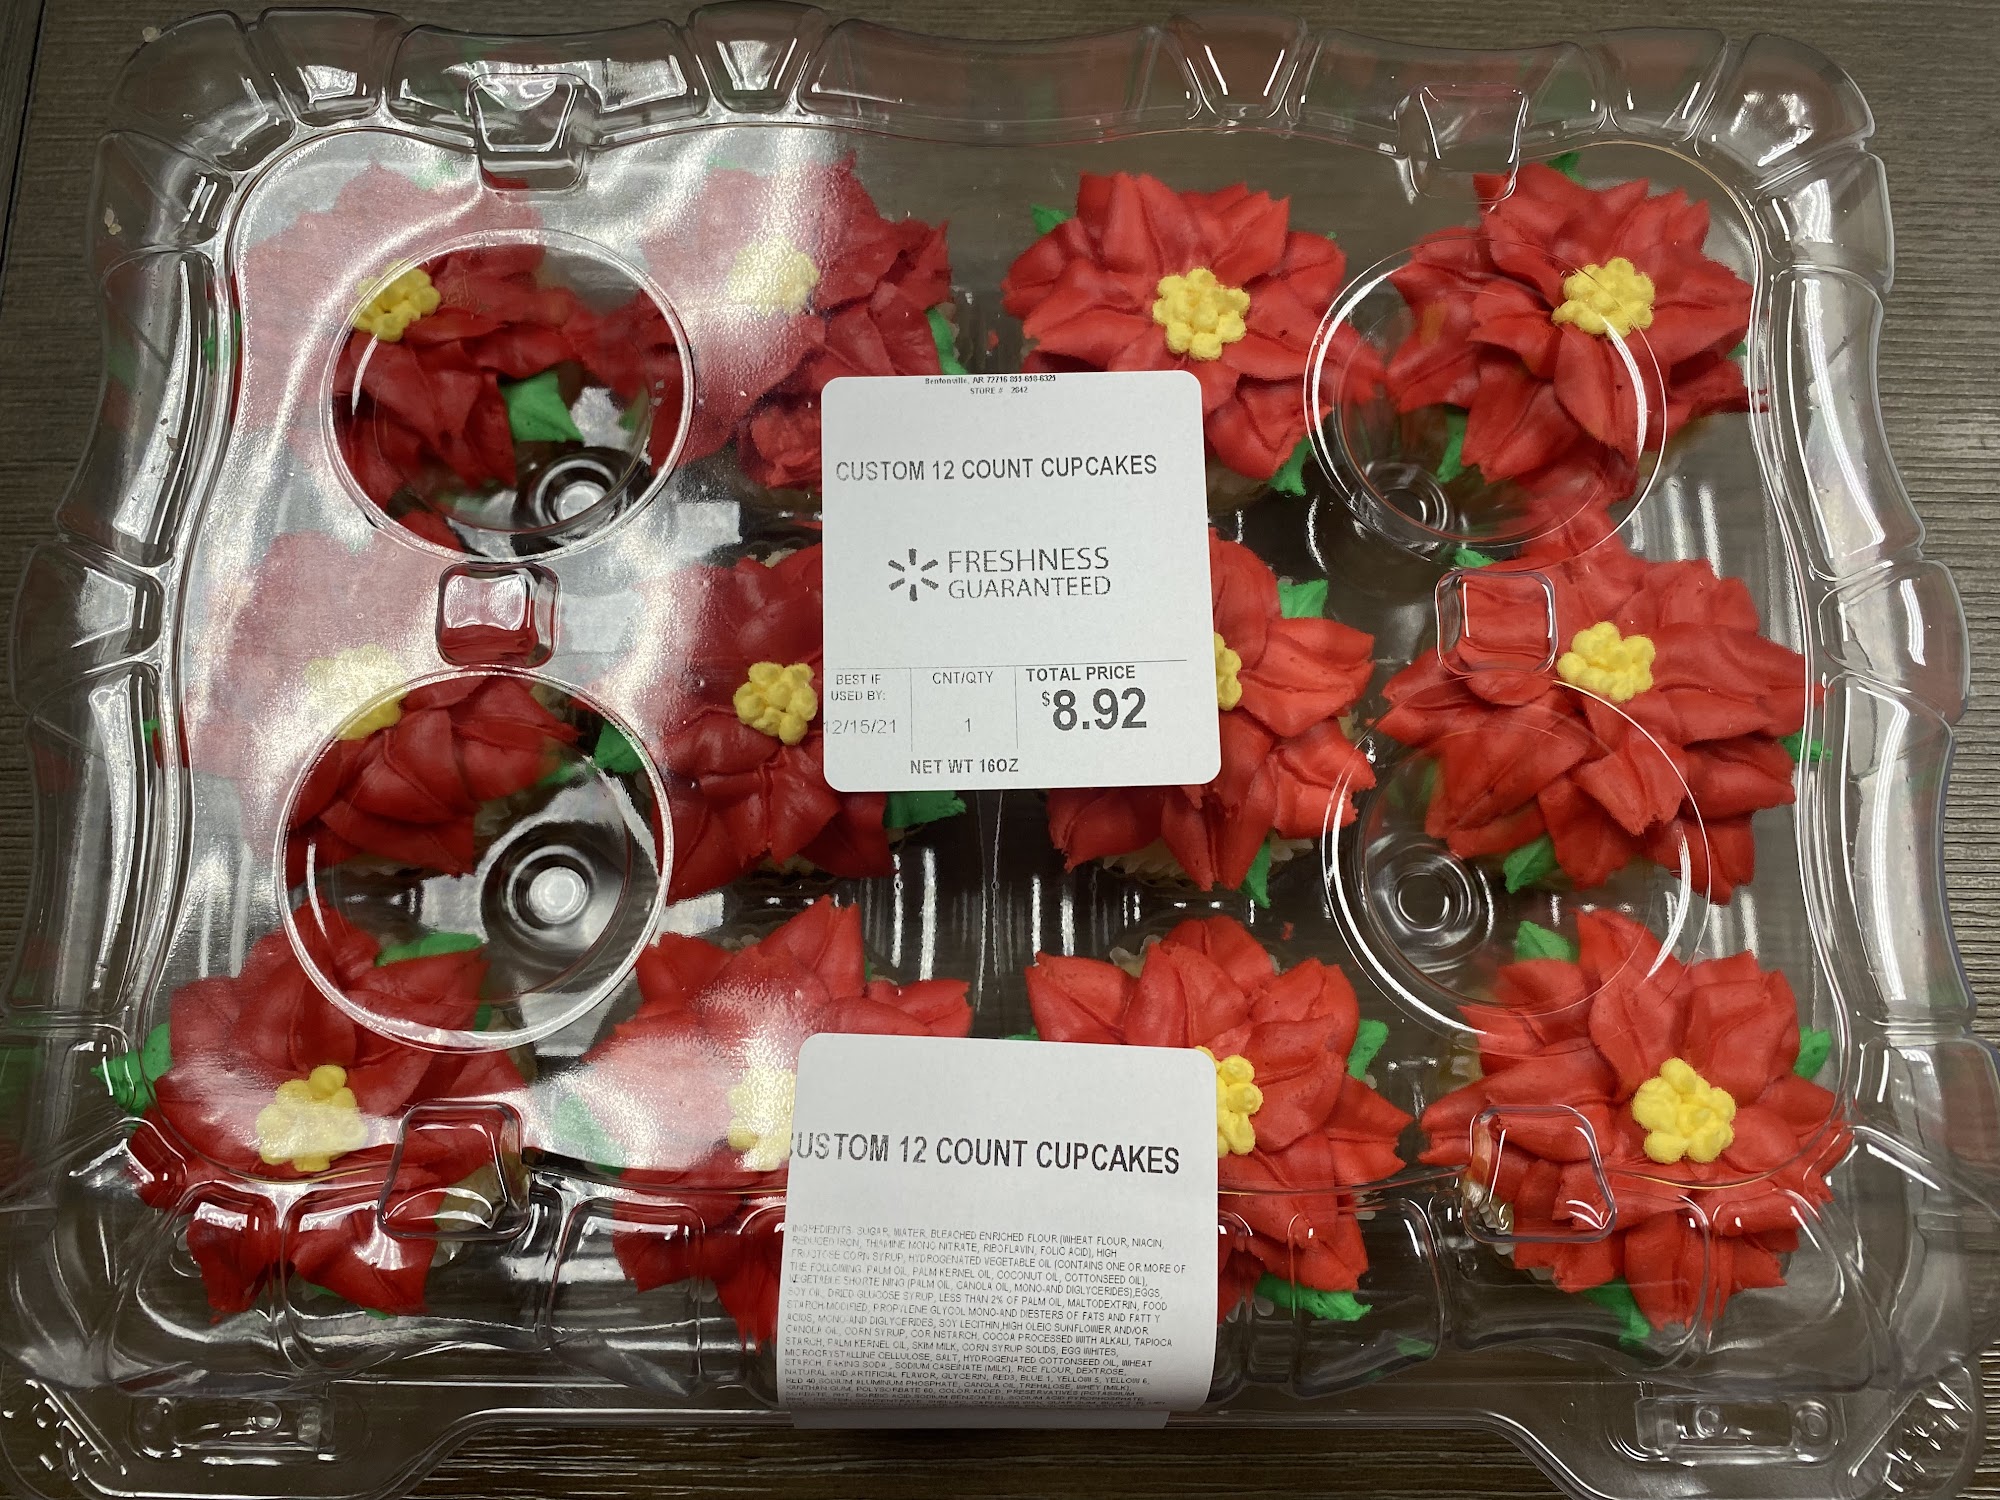 Bentonville, AR 72716
STORE # 2642
CUSTOM 12 COUNT CUPCAKES
FRESHNESS
GUARANTEED
BEST IF
USED BY:
12/15/21
CNT/QTY
1
TOTAL PRICE
$8.92
NET WT 16OZ
CUSTOM 12 COUNT CUPCAKES
INGREDIENTS: SUGAR, WATER, BLEACHED ENRICHED FLOUR (WHEAT FLOUR, NIACIN,
REDUCED IRON, THIAMINE MONO NITRATE, RIBOFLAVIN, FOLIC ACID), HIGH
FRUCTOSE CORN SYRUP, HYDROGENATED VEGETABLE OIL (CONTAINS ONE OR MORE OF
THE FOLLOWING: PALM OIL, PALM KERNEL OIL, COCONUT OIL, COTTONSEED OIL),
VEGETABLE SHORTENING (PALM OIL, CANOLA OIL, MONO-AND DIGLYCERIDES),EGGS,
SOY OIL, DRIED GLUCOSE SYRUP, LESS THAN 2% OF PALM OIL, MALTODEXTRIN, FOOD
STARCH MODIFIED, PROPYLENE GLYCOL MONO-AND DIESTERS OF FATS AND FATTY
ACIDS, MONO-AND DIGLYCERIDES, SOY LECITHIN,HIGH OLEIC SUNFLOWER AND/OR
CANOLA OIL, CORN SYRUP, CORNSTARCH, COCOA PROCESSED WITH ALKALI, TAPIOCA
STARCH, PALM KERNEL OIL, SKIM MILK, CORN SYRUP SOLIDS, EGG WHITES,
MICROCRYSTALLINE CELLULOSE, SALT, HYDROGENATED COTTONSEED OIL, WHEAT
STARCH, BAKING SODA, SODIUM CASEINATE (MILK), RICE FLOUR, DEXTROSE,
NATURAL AND ARTIFICIAL FLAVOR, GLYCERIN, RED3, BLUE 1, YELLOW 5, YELLOW 6,
RED 40,SODIUM ALUMINUM PHOSPHATE, CANOLA OIL, TREHALOSE, WHEY (MILK),
XANTHAN GUM, POLYSORBATE 60, COLOR ADDED, PRESERVATIVES (POTASSIUM